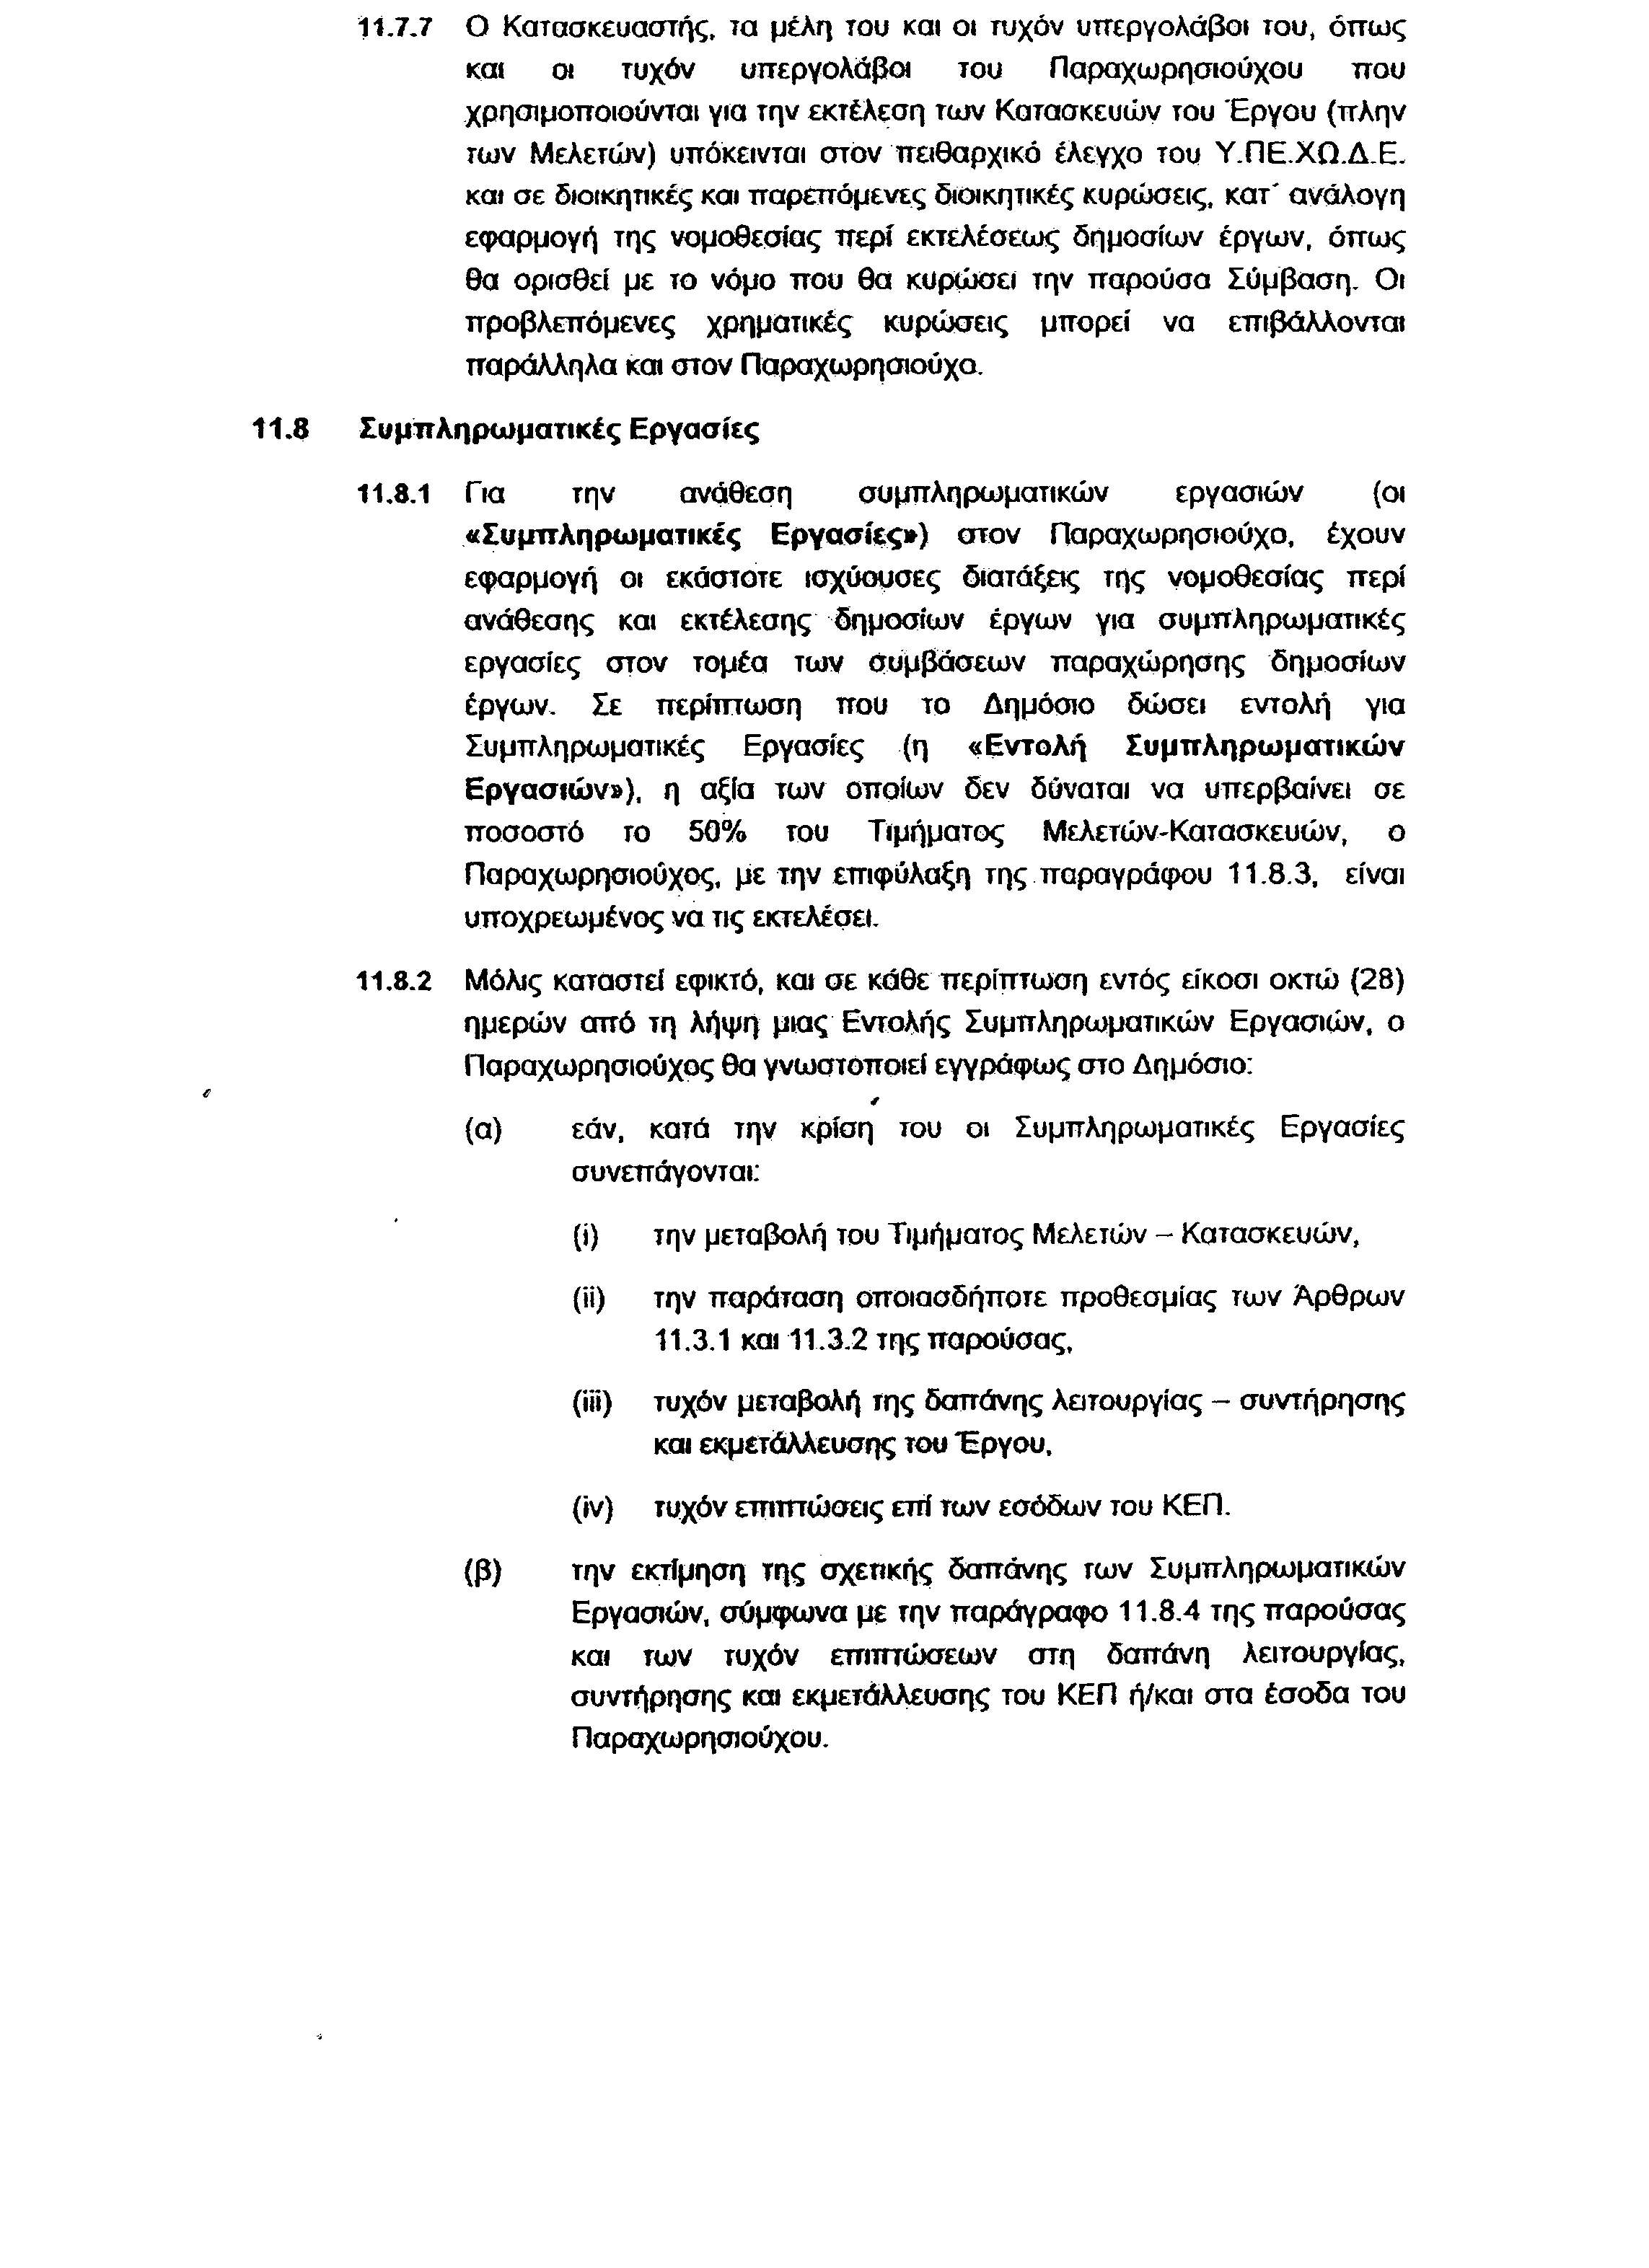 11.7.7 Ο Κατασκευαστής, τα μέλη του και οι τυχόν υπεργολάβοι του, όπως
και οι τυχόν υπεργολάβοι του Παραχωρησιούχου που
χρησιμοποιούνται για την εκτέλεση των Κατασκευών του Έργου (πλην
των Μελετών) υπόκεινται στον πειθαρχικό έλεγχο του Υ.ΠΕ.ΧΩ.Δ.Ε.
και σε διοικητικές και παρεπόμενες διοικητικές κυρώσεις, κατ΄ ανάλογη
εφαρμογή της νομοθεσίας περί εκτελέσεως δημοσίων έργων, όπως
θα ορισθεί με το νόμο που θα κυρώσει την παρούσα Σύμβαση. Οι
προβλεπόμενες χρηματικές κυρώσεις μπορεί να επιβάλλονται
παράλληλα και στον Παραχωρησιούχο.
11.8 Συμπληρωματικές Εργασίες
11.8.1 Για την ανάθεση συμπληρωματικών εργασιών (οι
«Συμπληρωματικές Εργασίες») στον Παραχωρησιούχο, έχουν
εφαρμογή οι εκάστοτε ισχύουσες διατάξεις της νομοθεσίας περί
ανάθεσης και εκτέλεσης δημοσίων έργων για συμπληρωματικές
εργασίες στον τομέα των συμβάσεων παραχώρησης δημοσίων
έργων. Σε περίπτωση που το Δημόσιο δώσει εντολή για
Συμπληρωματικές Εργασίες (η «Εντολή Συμπληρωματικών
Εργασιών»), η αξία των οποίων δεν δύναται να υπερβαίνει σε
ποσοστό το 50% του Τιμήματος Μελετών-Κατασκευών, ο
Παραχωρησιούχος, με την επιφύλαξη της παραγράφου 11.8.3, είναι
υποχρεωμένος να τις εκτελέσει.
11.8.2 Μόλις καταστεί εφικτό, και σε κάθε περίπτωση εντός είκοσι οκτώ (28)
ημερών από τη λήψη μιας Εντολής Συμπληρωματικών Εργασιών, ο
Παραχωρησιούχος θα γνωστοποιεί εγγράφως στο Δημόσιο:
(α) εάν, κατά την κρίση του οι Συμπληρωματικές Εργασίες
συνεπάγονται:
(i) την μεταβολή του Τιμήματος Μελετών – Κατασκευών,
(ii) την παράταση οποιασδήποτε προθεσμίας των Άρθρων
11.3.1 και 11.3.2 της παρούσας,
(iii) τυχόν μεταβολή της δαπάνης λειτουργίας – συντήρησης
και εκμετάλλευσης του Έργου,
(iv) τυχόν επιπτώσεις επί των εσόδων του ΚΕΠ.
(β) την εκτίμηση της σχετικής δαπάνης των Συμπληρωματικών
Εργασιών, σύμφωνα με την παράγραφο 11.8.4 της παρούσας
και των τυχόν επιπτώσεων στη δαπάνη λειτουργίας,
συντήρησης και εκμετάλλευσης του ΚΕΠ ή/και στα έσοδα του
Παραχωρησιούχου.